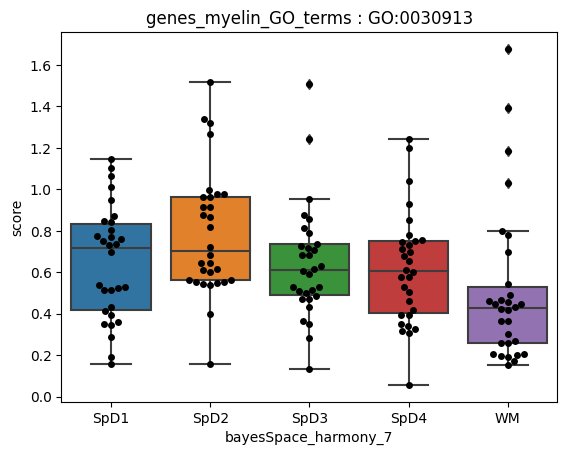 genes_myelin_GO_terms : GO:0030913
score
1.6
1.4
1.2
1.0
0.8
0.6
0.4
0.2
0.0
SpD1 SpD2 SpD3 SpD4 WM
bayesSpace_harmony_7